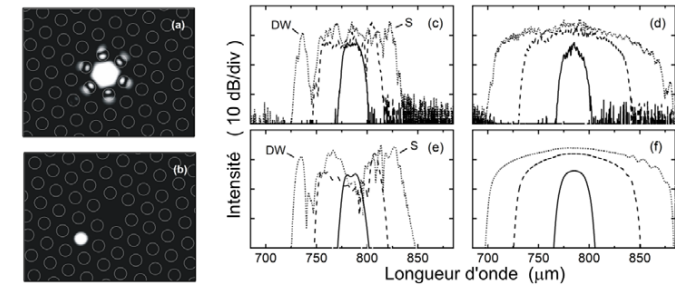 (a)
(b)
DW
S
(c)
(d)
DW
S
(e)
(f)
Intensité ( 10 dB/div )
700 750 800 850
700 750 800 850
Longueur d'onde (μm)